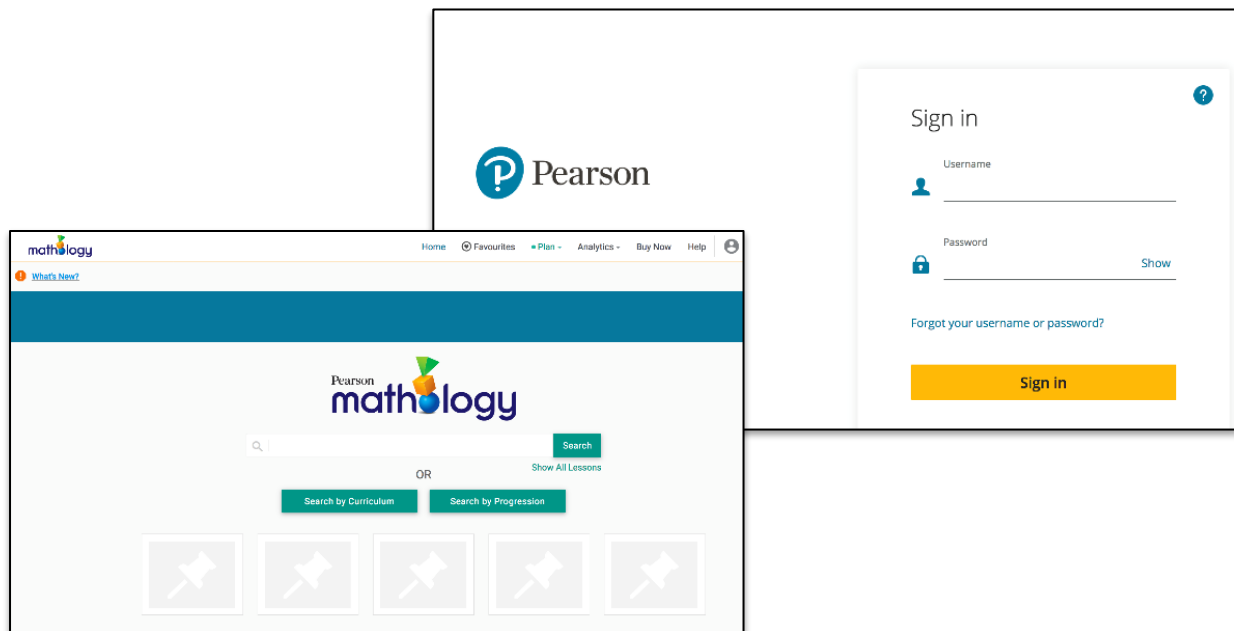 Sign in
Username
Pearson
Password
Show
Forgot your username or password?
Sign in
mathology
Home Favourites Plan Analytics Buy Now Help
What's New?
Pearson
mathology
Search
Show All Lessons
OR
Search by Curriculum Search by Progression